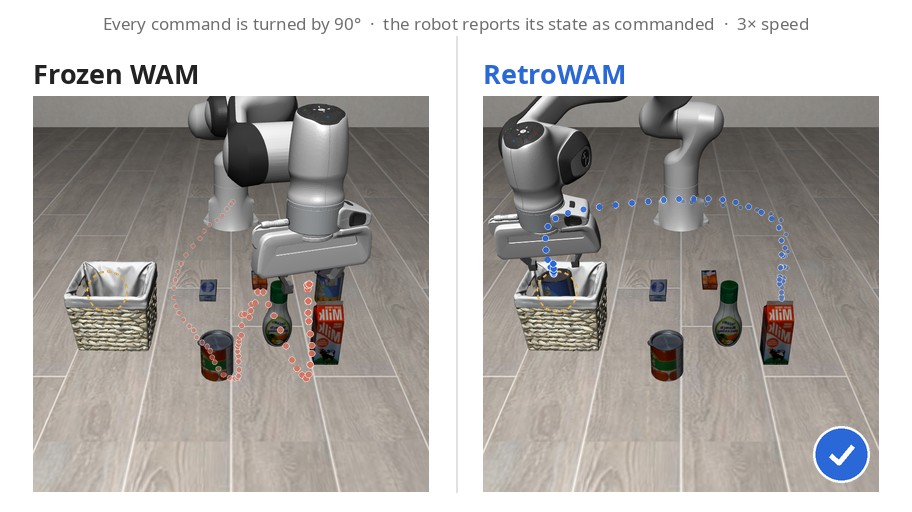 Every command is turned by 90° · the robot reports its state as commanded · 3× speed
Frozen WAM
RetroWAM
Milk
Milk